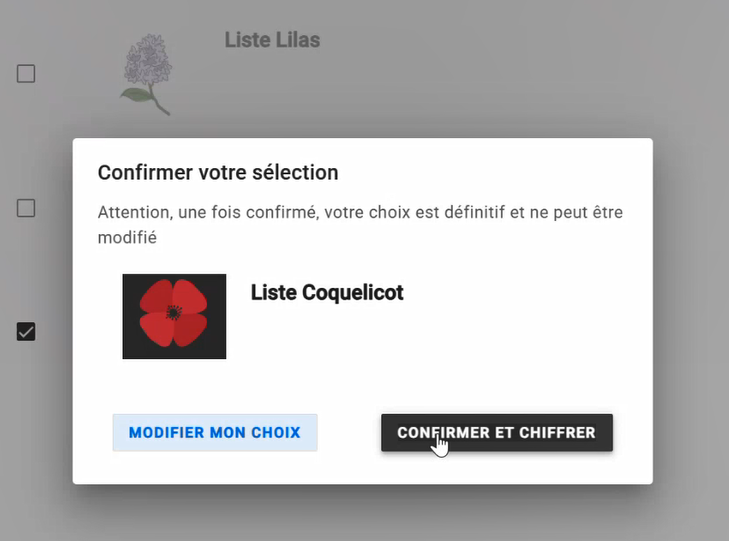 Liste Lilas
Confirmer votre sélection
Attention, une fois confirmé, votre choix est définitif et ne peut être
modifié
Liste Coquelicot
MODIFIER MON CHOIX
CONFIRMER ET CHIFFRER